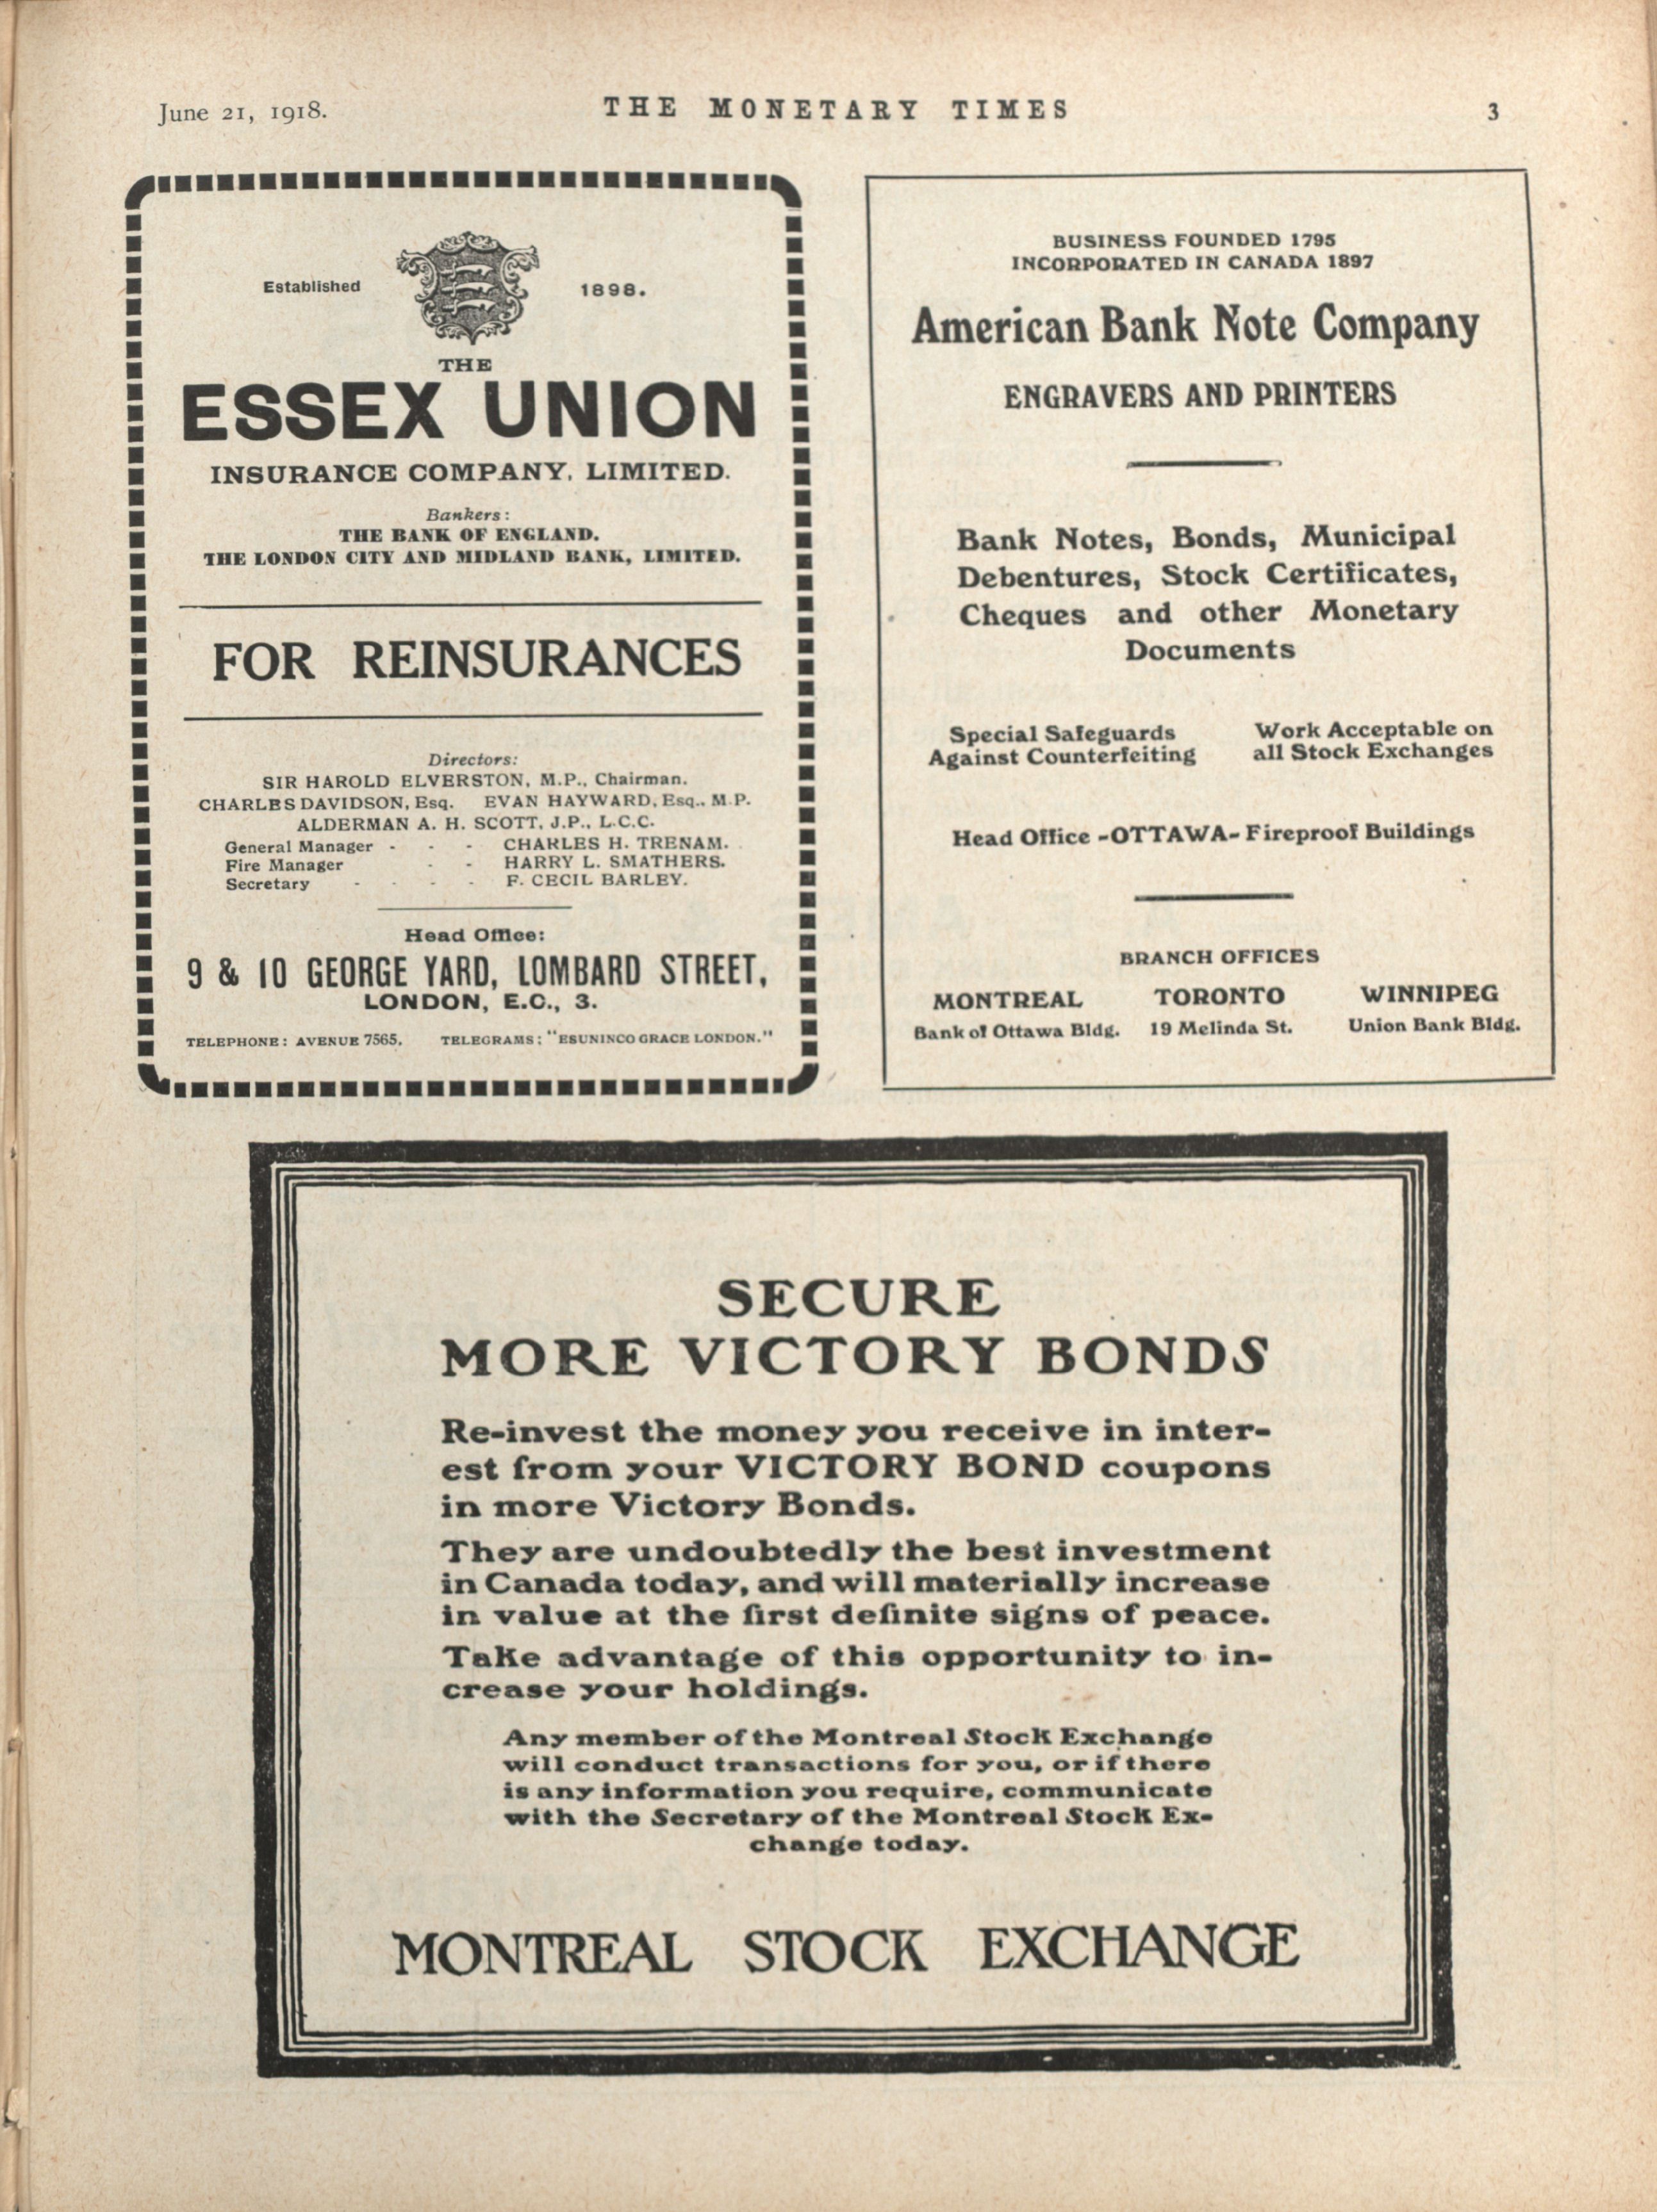 June 21, 1918.
THE MONETARY TIMES
3
Established
1898.
THE
ESSEX UNION
INSURANCE COMPANY, LIMITED.
Bankers:
THE BANK OF ENGLAND.
THE LONDON CITY AND MIDLAND BANK, LIMITED.
FOR REINSURANCES
Directors:
SIR HAROLD ELVERSTON, M.P., Chairman.
CHARLES DAVIDSON, Esq. EVAN HAYWARD, Esq., M.P.
ALDERMAN A. H. SCOTT, J.P., L.C.C.
General Manager - - - CHARLES H. TRENAM.
Fire Manager - - HARRY L. SMATHERS.
Secretary - - - - F. CECIL BARLEY.
Head Office:
9 & 10 GEORGE YARD, LOMBARD STREET,
LONDON, E.C., 3.
TELEPHONE: AVENUE 7565. TELEGRAMS: "ESUNINCO GRACE LONDON."
BUSINESS FOUNDED 1795
INCORPORATED IN CANADA 1897
American Bank Note Company
ENGRAVERS AND PRINTERS
Bank Notes, Bonds, Municipal
Debentures, Stock Certificates,
Cheques and other Monetary
Documents
Special Safeguards
Against Counterfeiting
Work Acceptable on
all Stock Exchanges
Head Office -OTTAWA- Fireproof Buildings
BRANCH OFFICES
MONTREAL TORONTO WINNIPEG
Bank of Ottawa Bldg. 19 Melinda St. Union Bank Bldg.
SECURE
MORE VICTORY BONDS
Re-invest the money you receive in inter-
est from your VICTORY BOND coupons
in more Victory Bonds.
They are undoubtedly the best investment
in Canada today, and will materially increase
in value at the first definite signs of peace.
Take advantage of this opportunity to in-
crease your holdings.
Any member of the Montreal Stock Exchange
will conduct transactions for you, or if there
is any information you require, communicate
with the Secretary of the Montreal Stock Ex-
change today.
MONTREAL STOCK EXCHANGE